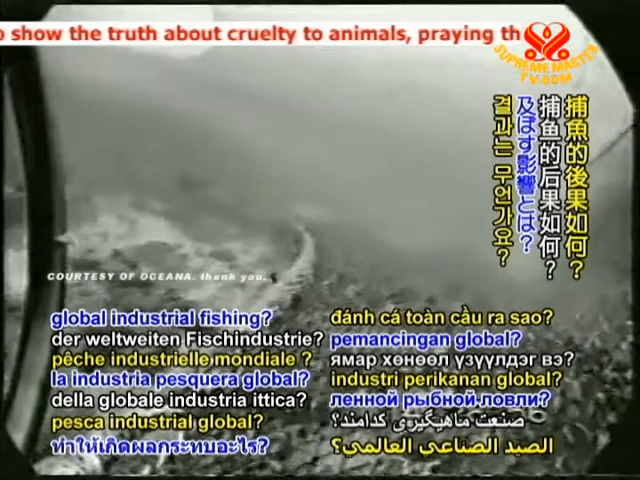 o show the truth about cruelty to animals, praying th
SUPREME MASTER
TV.COM
捕魚的後果如何?
捕鱼的后果如何?
及ぼす影響とは?
결과는 무언가요?
COURTESY OF OCEANA. thank you.
global industrial fishing?
der weltweiten Fischindustrie?
pêche industrielle mondiale ?
la industria pesquera global?
della globale industria ittica?
pesca industrial global?
ทำให้เกิดผลกระทบอะไร?
đánh cá toàn cầu ra sao?
pemancingan global?
ямар хөнөөл үзүүлдэг вэ?
industri perikanan global?
ленной рыбной ловли?
صنعت ماهیگیری کدامند؟
الصيد الصناعي العالمي؟